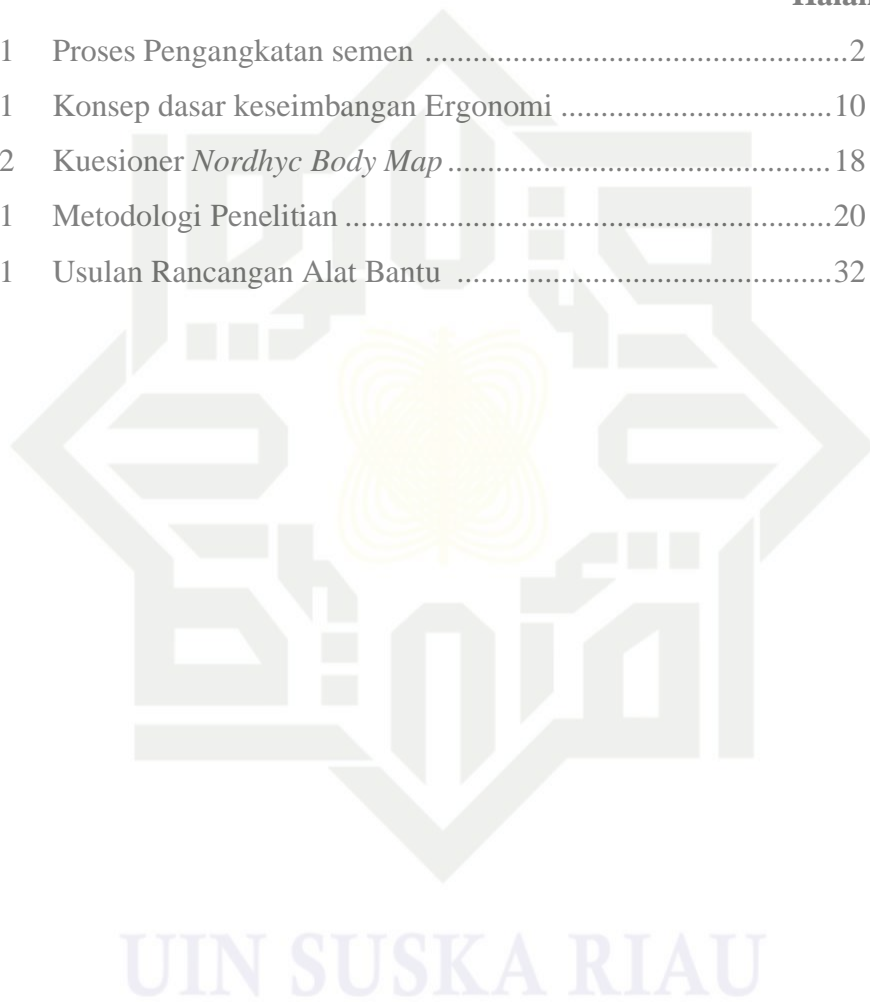 1 Proses Pengangkatan semen ....................................................2
1 Konsep dasar keseimbangan Ergonomi ..................................10
2 Kuesioner Nordhyc Body Map ................................................18
1 Metodologi Penelitian .............................................................20
1 Usulan Rancangan Alat Bantu ...............................................32
UIN SUSKA RIAU